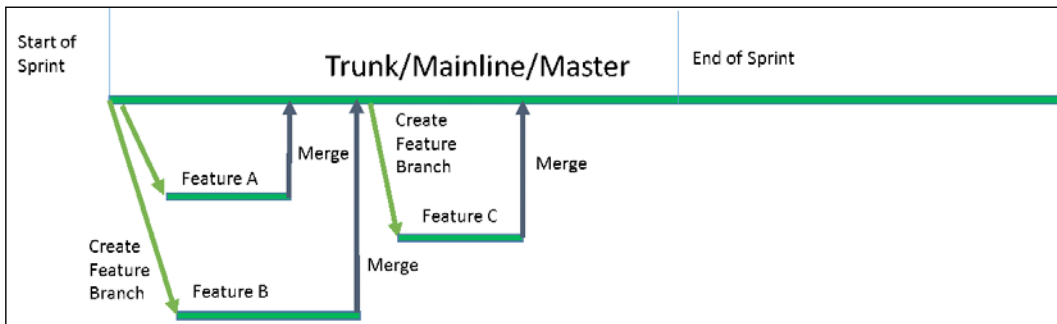 Start of
Sprint
Trunk/Mainline/Master
End of Sprint
Create
Feature
Branch
Merge
Merge
Feature A
Feature C
Create
Feature
Branch
Merge
Feature B